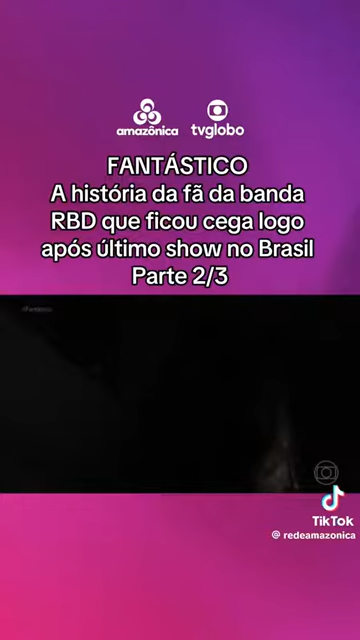 amazônica tvglobo
FANTÁSTICO
A história da fã da banda
RBD que ficou cega logo
após último show no Brasil
Parte 2/3
TikTok
@ redeamazonica